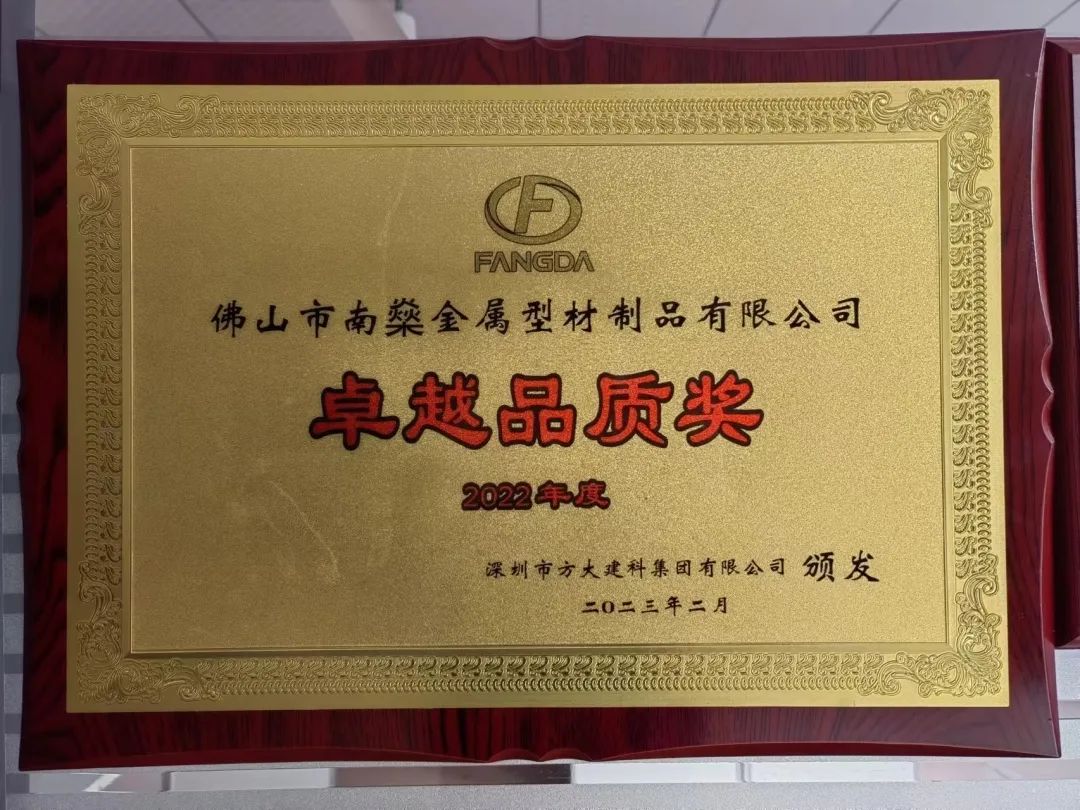 FANGDA
佛山市南燊金属型材制品有限公司
卓越品质奖
2022年度
深圳市方大建科集团有限公司 颁发
二〇二三年二月